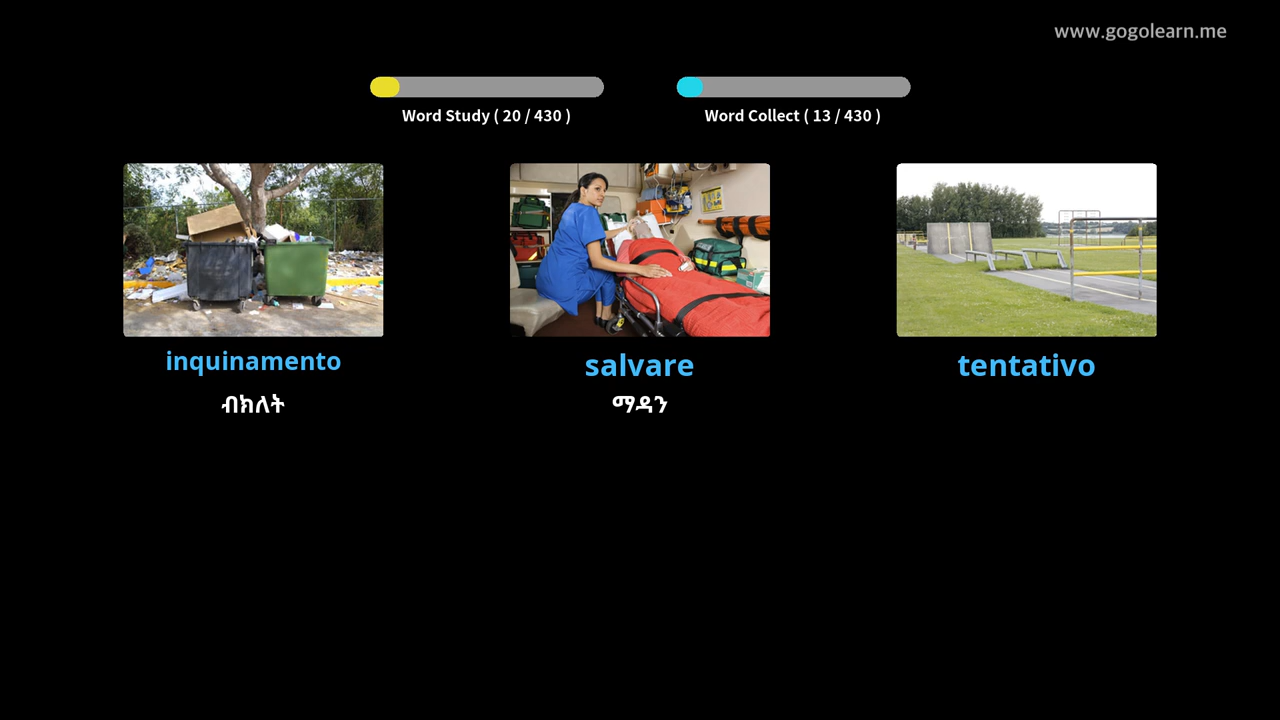 www.gogolearn.me
Word Study ( 20 / 430 )
Word Collect ( 13 / 430 )
inquinamento
salvare
tentativo
ብክለት
ማዳን